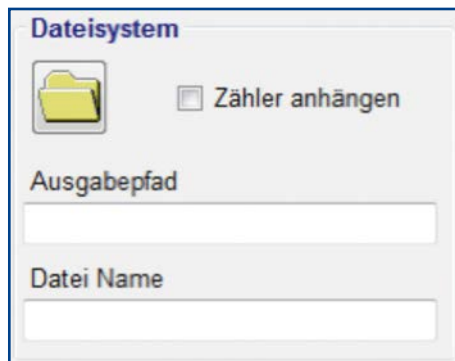 Dateisystem
Zähler anhängen
Ausgabepfad
Datei Name